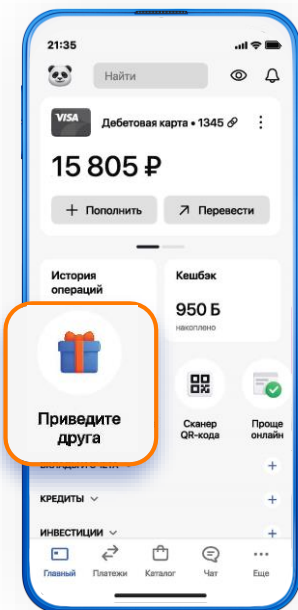 21:35
Найти
VISA
Дебетовая карта • 1345
15 805 ₽
+ Пополнить
Перевести
История
операций
Кешбэк
950 Б
накоплено
Приведите
друга
Сканер
QR-кода
Проще
онлайн
КРЕДИТЫ
ИНВЕСТИЦИИ
Главный
Платежи
Каталог
Чат
Еще